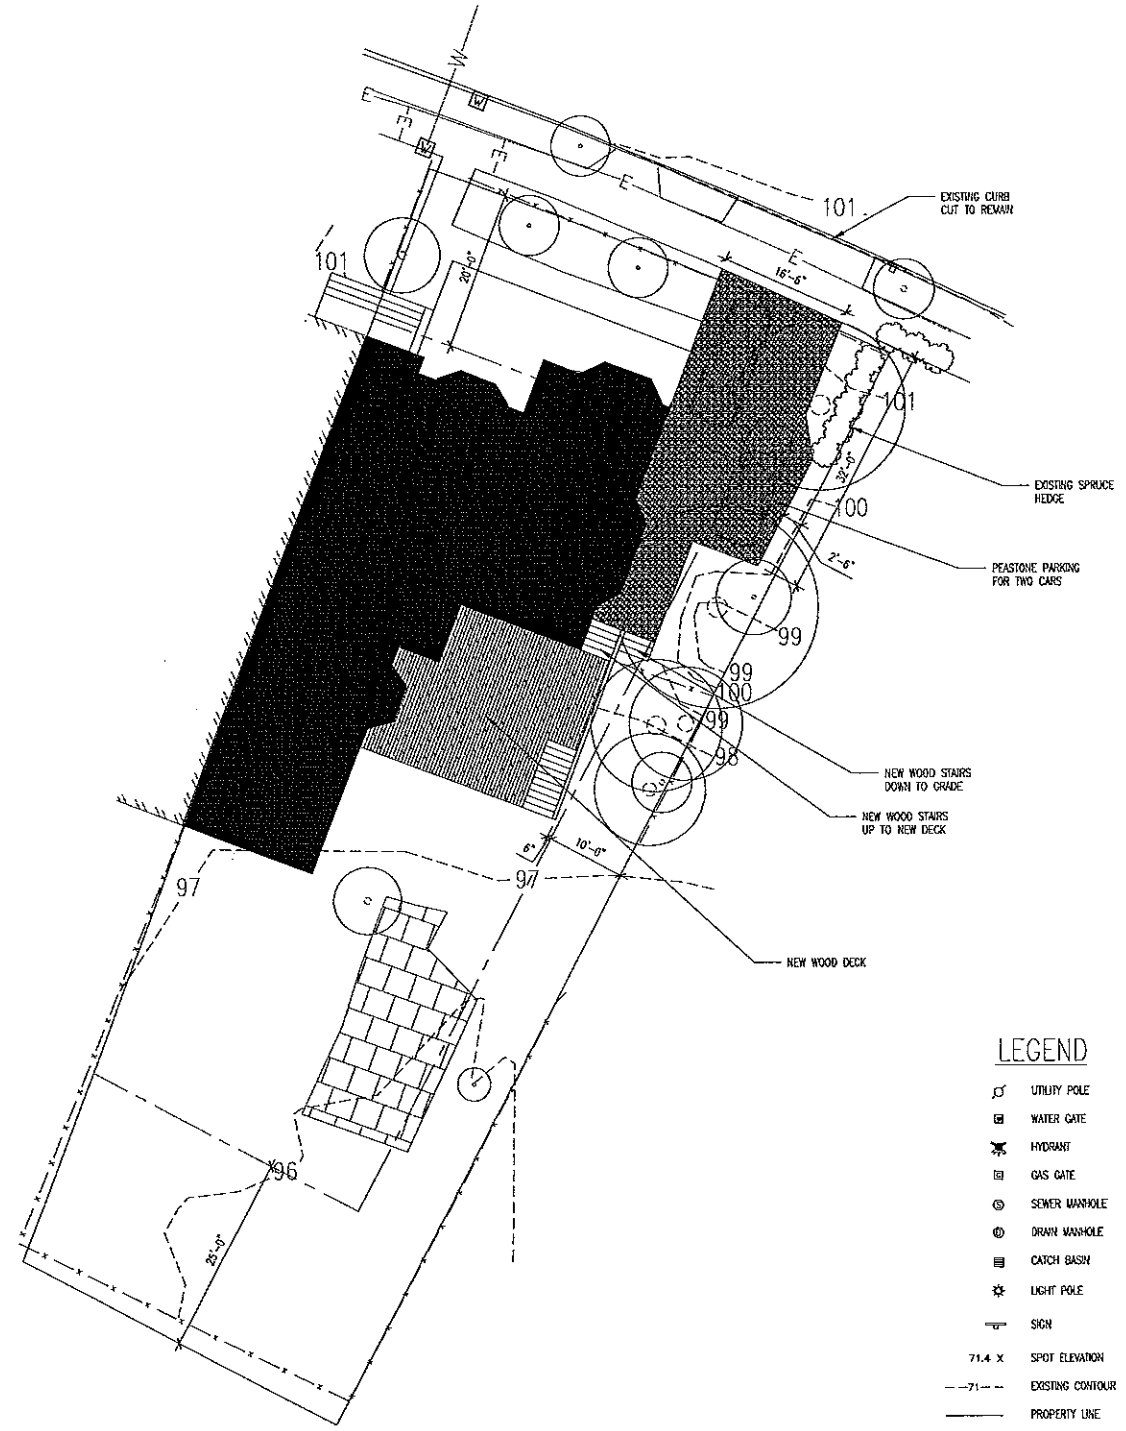 W
W
E
E
W
E
E
101
EXISTING CURB
CUT TO REMAIN
E
101
20'-0"
16'-6"
101
32'-0"
EXISTING SPRUCE
HEDGE
100
2'-6"
PEASTONE PARKING
FOR TWO CARS
99
99
100
99
98
NEW WOOD STAIRS
DOWN TO GRADE
NEW WOOD STAIRS
UP TO NEW DECK
6"
10'-0"
97
97
NEW WOOD DECK
96
25'-0"
LEGEND
UTILITY POLE
WATER GATE
HYDRANT
GAS GATE
SEWER MANHOLE
DRAIN MANHOLE
CATCH BASIN
LIGHT POLE
SIGN
71.4 X SPOT ELEVATION
71 EXISTING CONTOUR
PROPERTY LINE